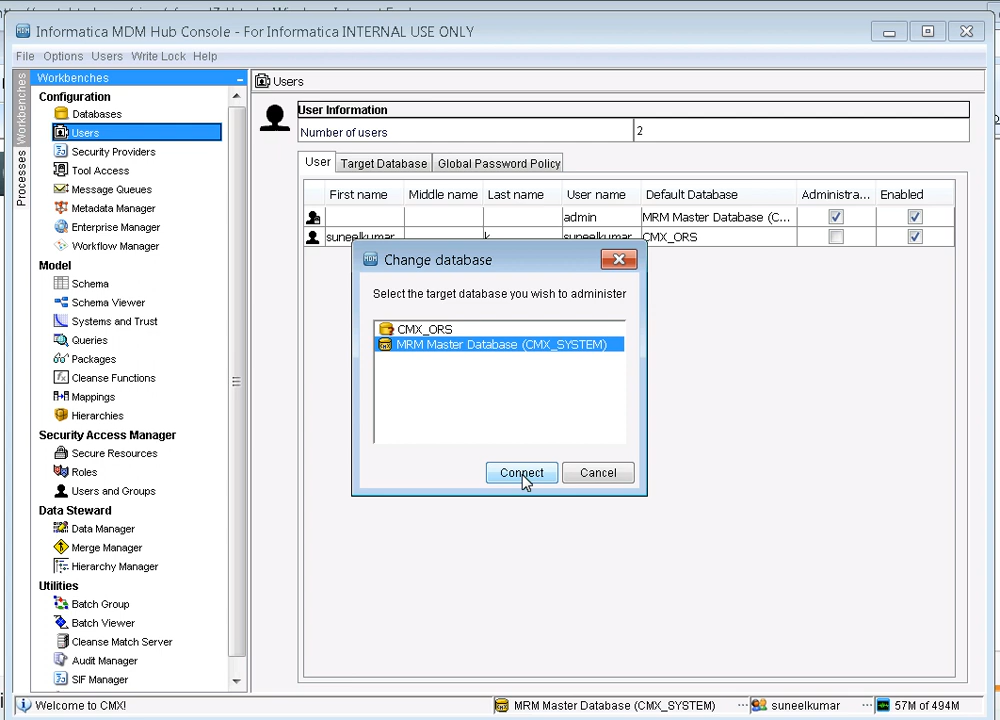 Informatica MDM Hub Console - For Informatica INTERNAL USE ONLY
File Options Users Write Lock Help
Workbenches
Processes
Workbenches
Configuration
Databases
Users
Security Providers
Tool Access
Message Queues
Metadata Manager
Enterprise Manager
Workflow Manager
Model
Schema
Schema Viewer
Systems and Trust
Queries
Packages
Cleanse Functions
Mappings
Hierarchies
Security Access Manager
Secure Resources
Roles
Users and Groups
Data Steward
Data Manager
Merge Manager
Hierarchy Manager
Utilities
Batch Group
Batch Viewer
Cleanse Match Server
Audit Manager
SIF Manager
Users
User Information
Number of users 2
User Target Database Global Password Policy
First name Middle name Last name User name Default Database Administra... Enabled
admin MRM Master Database (C...
suneelkumar k suneelkumar CMX_ORS
Change database
Select the target database you wish to administer
CMX_ORS
MRM Master Database (CMX_SYSTEM)
Connect Cancel
Welcome to CMX! MRM Master Database (CMX_SYSTEM) ... suneelkumar ... 57M of 494M